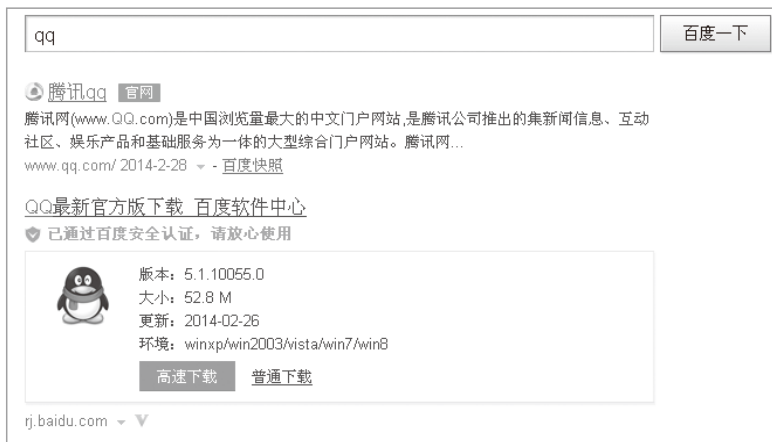 qq 百度一下
腾讯qq 官网
腾讯网(www.QQ.com)是中国浏览量最大的中文门户网站,是腾讯公司推出的集新闻信息、互动
社区、娱乐产品和基础服务为一体的大型综合门户网站。腾讯网...
www.qq.com/ 2014-2-28 - 百度快照
QQ最新官方版下载_百度软件中心
已通过百度安全认证，请放心使用
版本：5.1.10055.0
大小：52.8 M
更新：2014-02-26
环境：winxp/win2003/vista/win7/win8
高速下载 普通下载
rj.baidu.com V